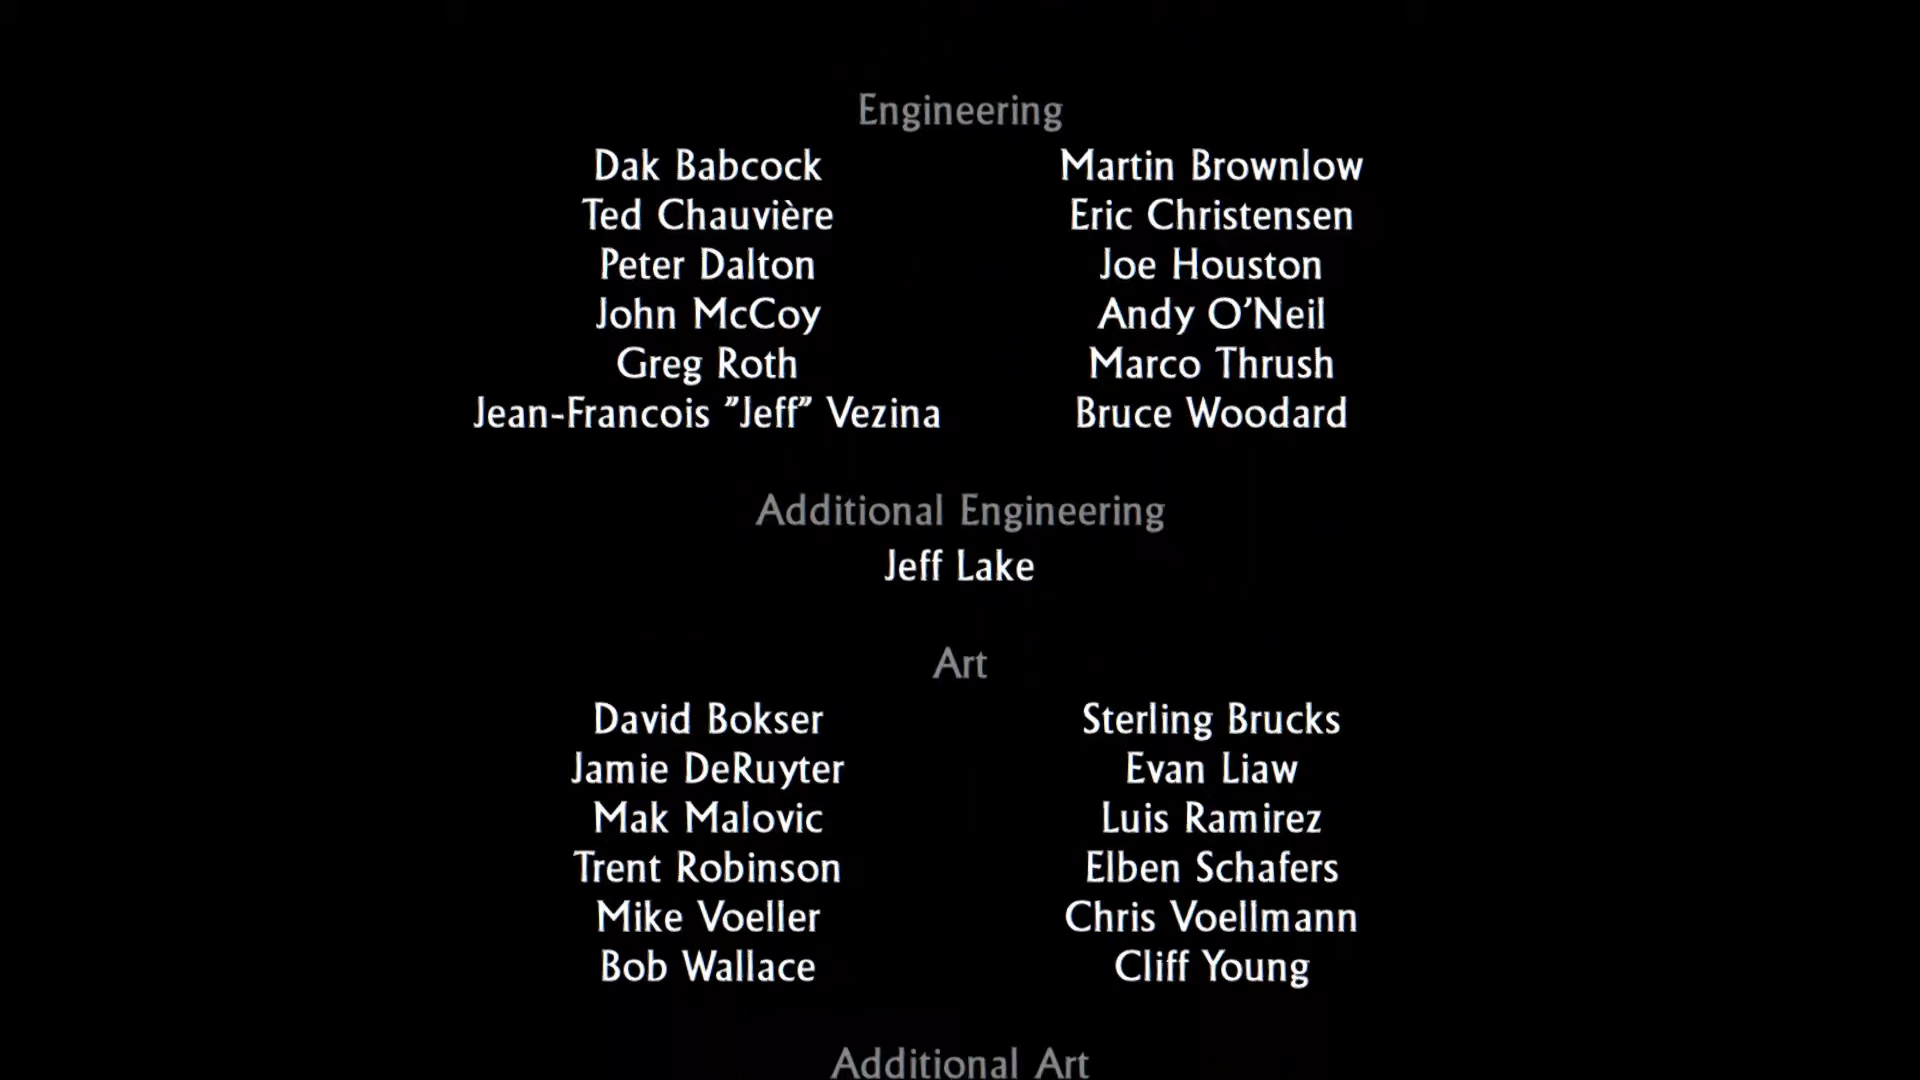 Engineering
Dak Babcock Martin Brownlow
Ted Chauvière Eric Christensen
Peter Dalton Joe Houston
John McCoy Andy O’Neil
Greg Roth Marco Thrush
Jean-Francois ”Jeff” Vezina Bruce Woodard
Additional Engineering
Jeff Lake
Art
David Bokser Sterling Brucks
Jamie DeRuyter Evan Liaw
Mak Malovic Luis Ramirez
Trent Robinson Elben Schafers
Mike Voeller Chris Voellmann
Bob Wallace Cliff Young
Additional Art